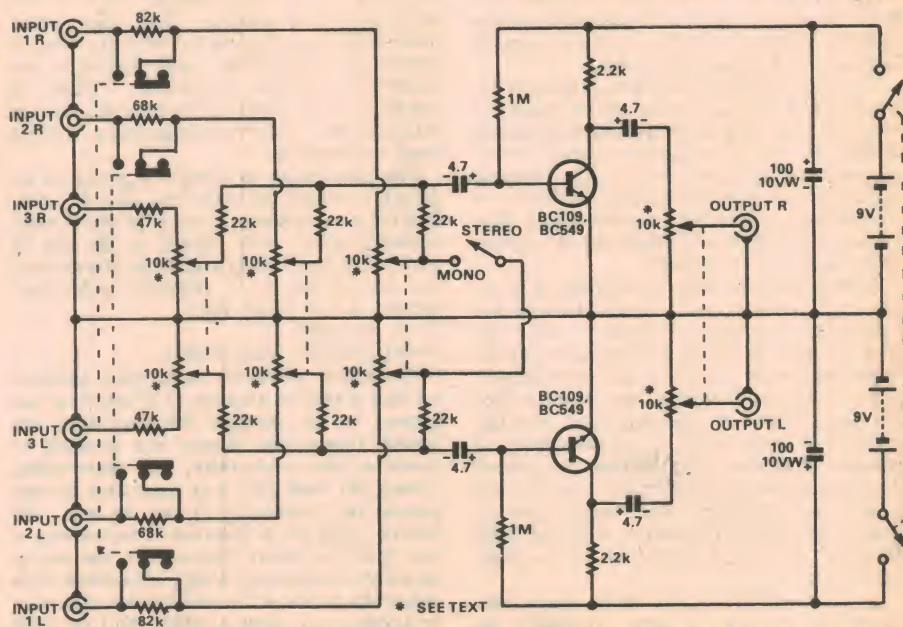 INPUT
1 R
82k
INPUT
2 R
68k
INPUT
3 R
47k
10k
*
22k
10k
*
22k
10k
*
22k
STEREO
MONO
4.7
- +
1M
2.2k
4.7
+ -
BC109,
BC549
*
10k
OUTPUT R
100
10VW
+
-
9V
10k
*
22k
10k
*
22k
10k
*
22k
4.7
- +
1M
BC109,
BC549
2.2k
4.7
+ -
*
10k
OUTPUT L
100
10VW
-
+
9V
INPUT
3 L
47k
INPUT
2 L
68k
INPUT
1 L
82k
* SEE TEXT